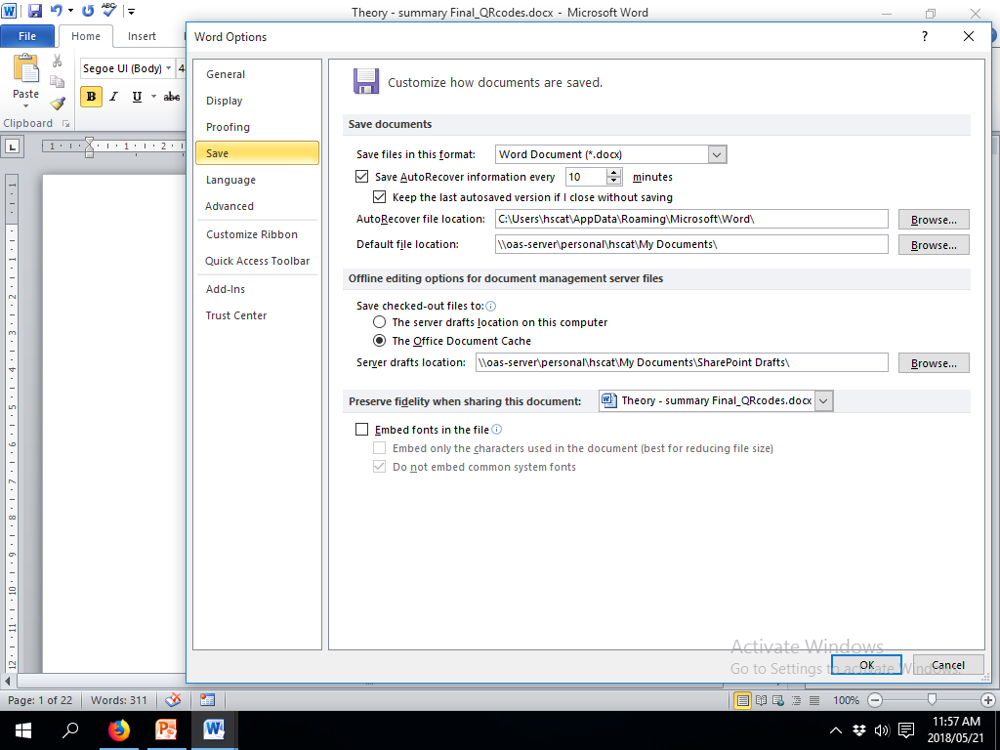 Theory - summary Final_QRcodes.docx - Microsoft Word
File
Home
Insert
Word Options
?
Segoe UI (Body)
Paste
B I U abc
Clipboard
General
Display
Proofing
Save
Language
Advanced
Customize Ribbon
Quick Access Toolbar
Add-Ins
Trust Center
Customize how documents are saved.
Save documents
Save files in this format: Word Document (*.docx)
Save AutoRecover information every 10 minutes
Keep the last autosaved version if I close without saving
AutoRecover file location: C:\Users\hscat\AppData\Roaming\Microsoft\Word\ Browse...
Default file location: \\oas-server\personal\hscat\My Documents\ Browse...
Offline editing options for document management server files
Save checked-out files to:
The server drafts location on this computer
The Office Document Cache
Server drafts location: \\oas-server\personal\hscat\My Documents\SharePoint Drafts\ Browse...
Preserve fidelity when sharing this document: Theory - summary Final_QRcodes.docx
Embed fonts in the file
Embed only the characters used in the document (best for reducing file size)
Do not embed common system fonts
Activate Windows
Go to Settings to activate Windows.
OK
Cancel
Page: 1 of 22 Words: 311
100%
11:57 AM
2018/05/21